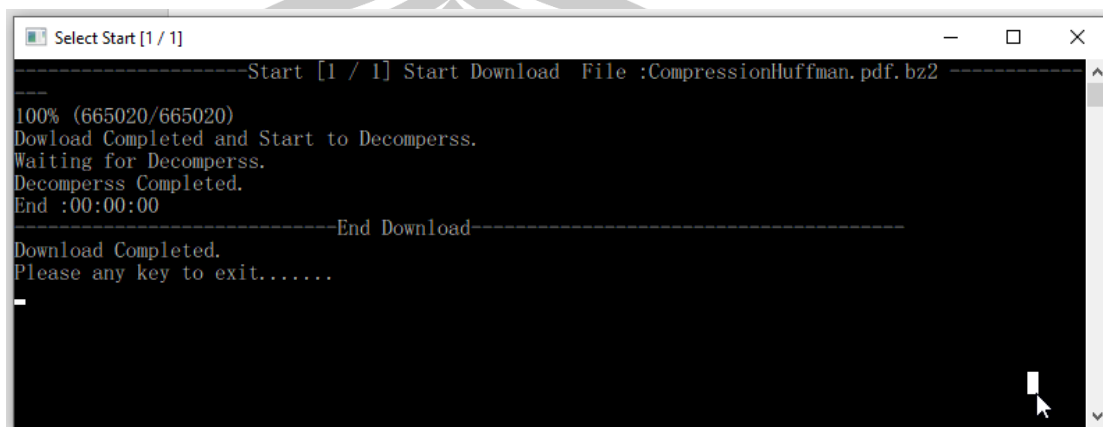 Select Start [1 / 1]
---------------------Start [1 / 1] Start Download  File :CompressionHuffman.pdf.bz2 ------------
---
100% (665020/665020)
Dowload Completed and Start to Decomperss.
Waiting for Decomperss.
Decomperss Completed.
End :00:00:00
-----------------------------End Download---------------------------------------
Download Completed.
Please any key to exit.......